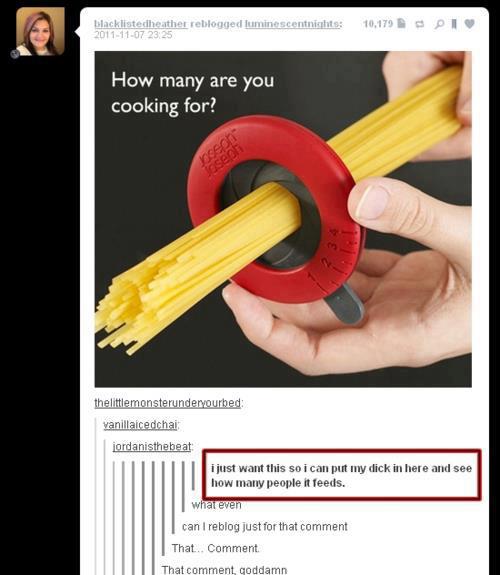 blacklistedheather reblogged luminescentnights: 10,179
2011-11-07 23:25
How many are you
cooking for?
Joseph
Joseph
1 2 3 4
thelittlemonsterunderyourbed:
vanillaicedchai:
jordanisthebeat:
i just want this so i can put my dick in here and see
how many people it feeds.
what even
can I reblog just for that comment
That... Comment.
That comment, goddamn